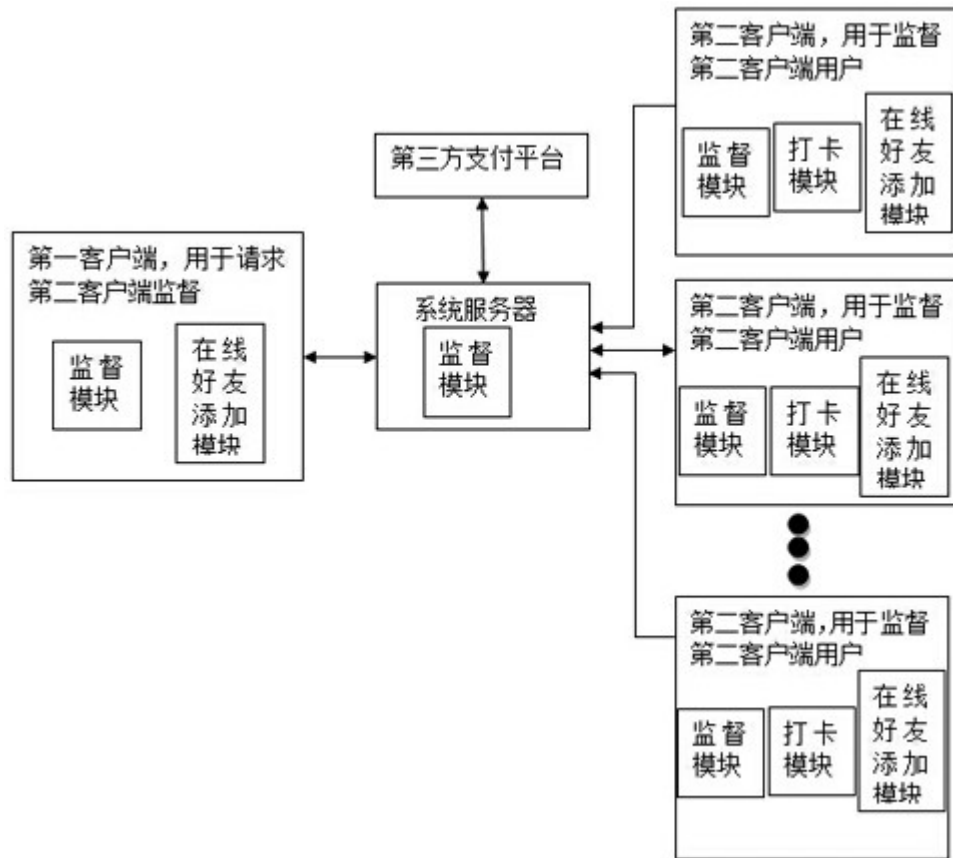 第三方支付平台
第一客户端，用于请求
第二客户端监督
监督
模块
在线
好友
添加
模块
系统服务器
监督
模块
第二客户端，用于监督
第二客户端用户
监督
模块
打卡
模块
在线
好友
添加
模块
第二客户端，用于监督
第二客户端用户
监督
模块
打卡
模块
在线
好友
添加
模块
第二客户端,用于监督
第二客户端用户
监督
模块
打卡
模块
在线
好友
添加
模块